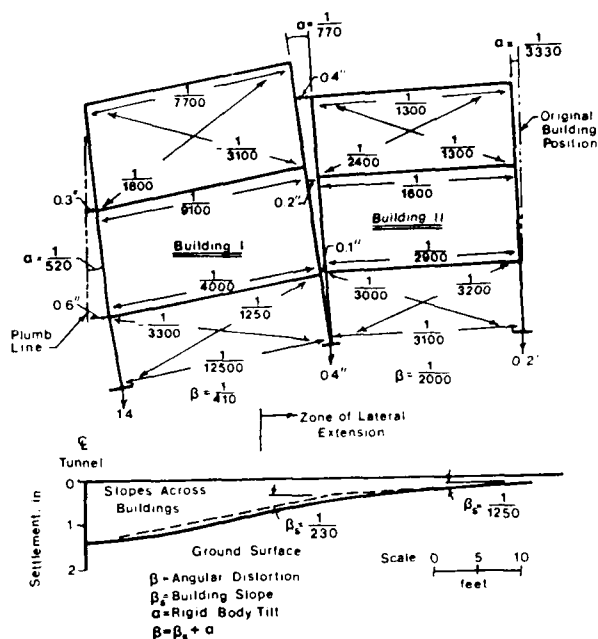 α = 1/770
α = 1/3330
0.4"
Original
Building
Position
1/7700
1/1300
1/3100
1/2400
1/1300
1/1800
0.3"
1/9100
0.2"
1/1600
Building II
Building I
α = 1/520
0.1"
1/2900
1/4000
1/1250
1/3000
1/3200
0.6"
Plumb
Line
-1/3300
1/12500
1/3100
β = 1/410
0.4"
β = 1/2000
0.2'
1.4
Zone of Lateral
Extension
℄
Tunnel
0
Slopes Across
Buildings
βs = 1/230
βs = 1/1250
Settlement, in
1
2
Ground Surface
Scale
0 5 10
feet
β = Angular Distortion
βs = Building Slope
α = Rigid Body Tilt
β = βs + α